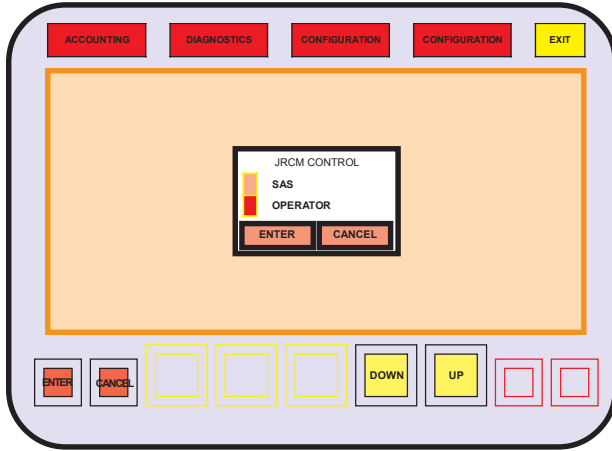 ACCOUNTING
DIAGNOSTICS
CONFIGURATION
CONFIGURATION
EXIT
JRCM CONTROL
SAS
OPERATOR
ENTER
CANCEL
ENTER
CANCEL
DOWN
UP